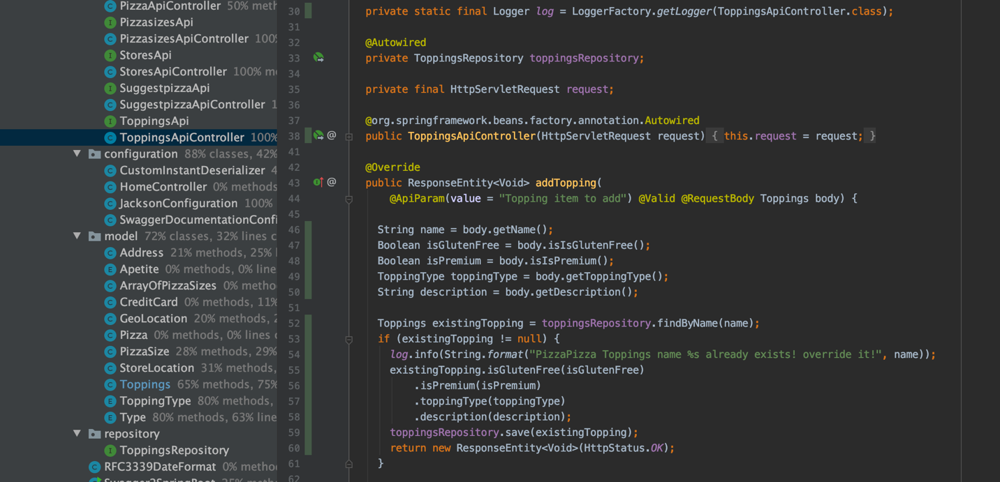 PizzaApiController 50% meth
PizzasizesApi
PizzasizesApiController 100%
StoresApi
StoresApiController 100% me
SuggestpizzaApi
SuggestpizzaApiController 1
ToppingsApi
ToppingsApiController 100%
configuration 88% classes, 42%
CustomInstantDeserializer 4
HomeController 0% methods
JacksonConfiguration 100%
SwaggerDocumentationConfi
model 72% classes, 32% lines c
Address 21% methods, 25% l
Apetite 0% methods, 0% line
ArrayOfPizzaSizes 0% metho
CreditCard 0% methods, 11%
GeoLocation 20% methods, 2
Pizza 0% methods, 0% lines c
PizzaSize 28% methods, 29%
StoreLocation 31% methods,
Toppings 65% methods, 75%
ToppingType 80% methods,
Type 80% methods, 63% line
repository
ToppingsRepository
RFC3339DateFormat 0% metho
30 private static final Logger log = LoggerFactory.getLogger(ToppingsApiController.class);
31
32 @Autowired
33 private ToppingsRepository toppingsRepository;
34
35 private final HttpServletRequest request;
36
37 @org.springframework.beans.factory.annotation.Autowired
38 @ public ToppingsApiController(HttpServletRequest request) { this.request = request; }
41
42 @Override
43 @ public ResponseEntity<Void> addTopping(
44 @ApiParam(value = "Topping item to add") @Valid @RequestBody Toppings body) {
45
46 String name = body.getName();
47 Boolean isGlutenFree = body.isIsGlutenFree();
48 Boolean isPremium = body.isIsPremium();
49 ToppingType toppingType = body.getToppingType();
50 String description = body.getDescription();
51
52 Toppings existingTopping = toppingsRepository.findByName(name);
53 if (existingTopping != null) {
54 log.info(String.format("PizzaPizza Toppings name %s already exists! override it!", name));
55 existingTopping.isGlutenFree(isGlutenFree)
56 .isPremium(isPremium)
57 .toppingType(toppingType)
58 .description(description);
59 toppingsRepository.save(existingTopping);
60 return new ResponseEntity<Void>(HttpStatus.OK);
61 }
62